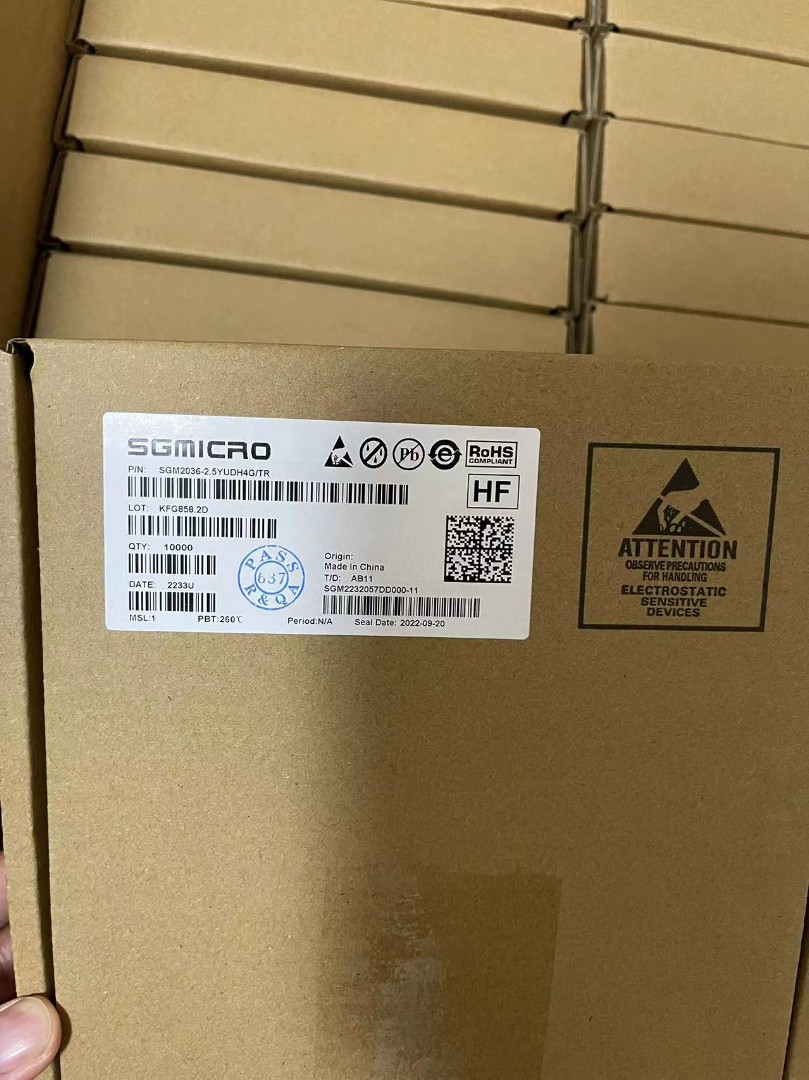 SGMICRO
P/N: SGM2036-2.5YUDH4G/TR
Pb
e
RoHS
COMPLIANT
HF
LOT: KFG858.2D
QTY: 10000
DATE: 2233U
MSL:1
PBT:260℃
PASS
637
R&QA
Origin:
Made in China
T/D: AB11
SGM2232057DD000-11
Period:N/A
Seal Date: 2022-09-20
ATTENTION
OBSERVE PRECAUTIONS
FOR HANDLING
ELECTROSTATIC
SENSITIVE
DEVICES